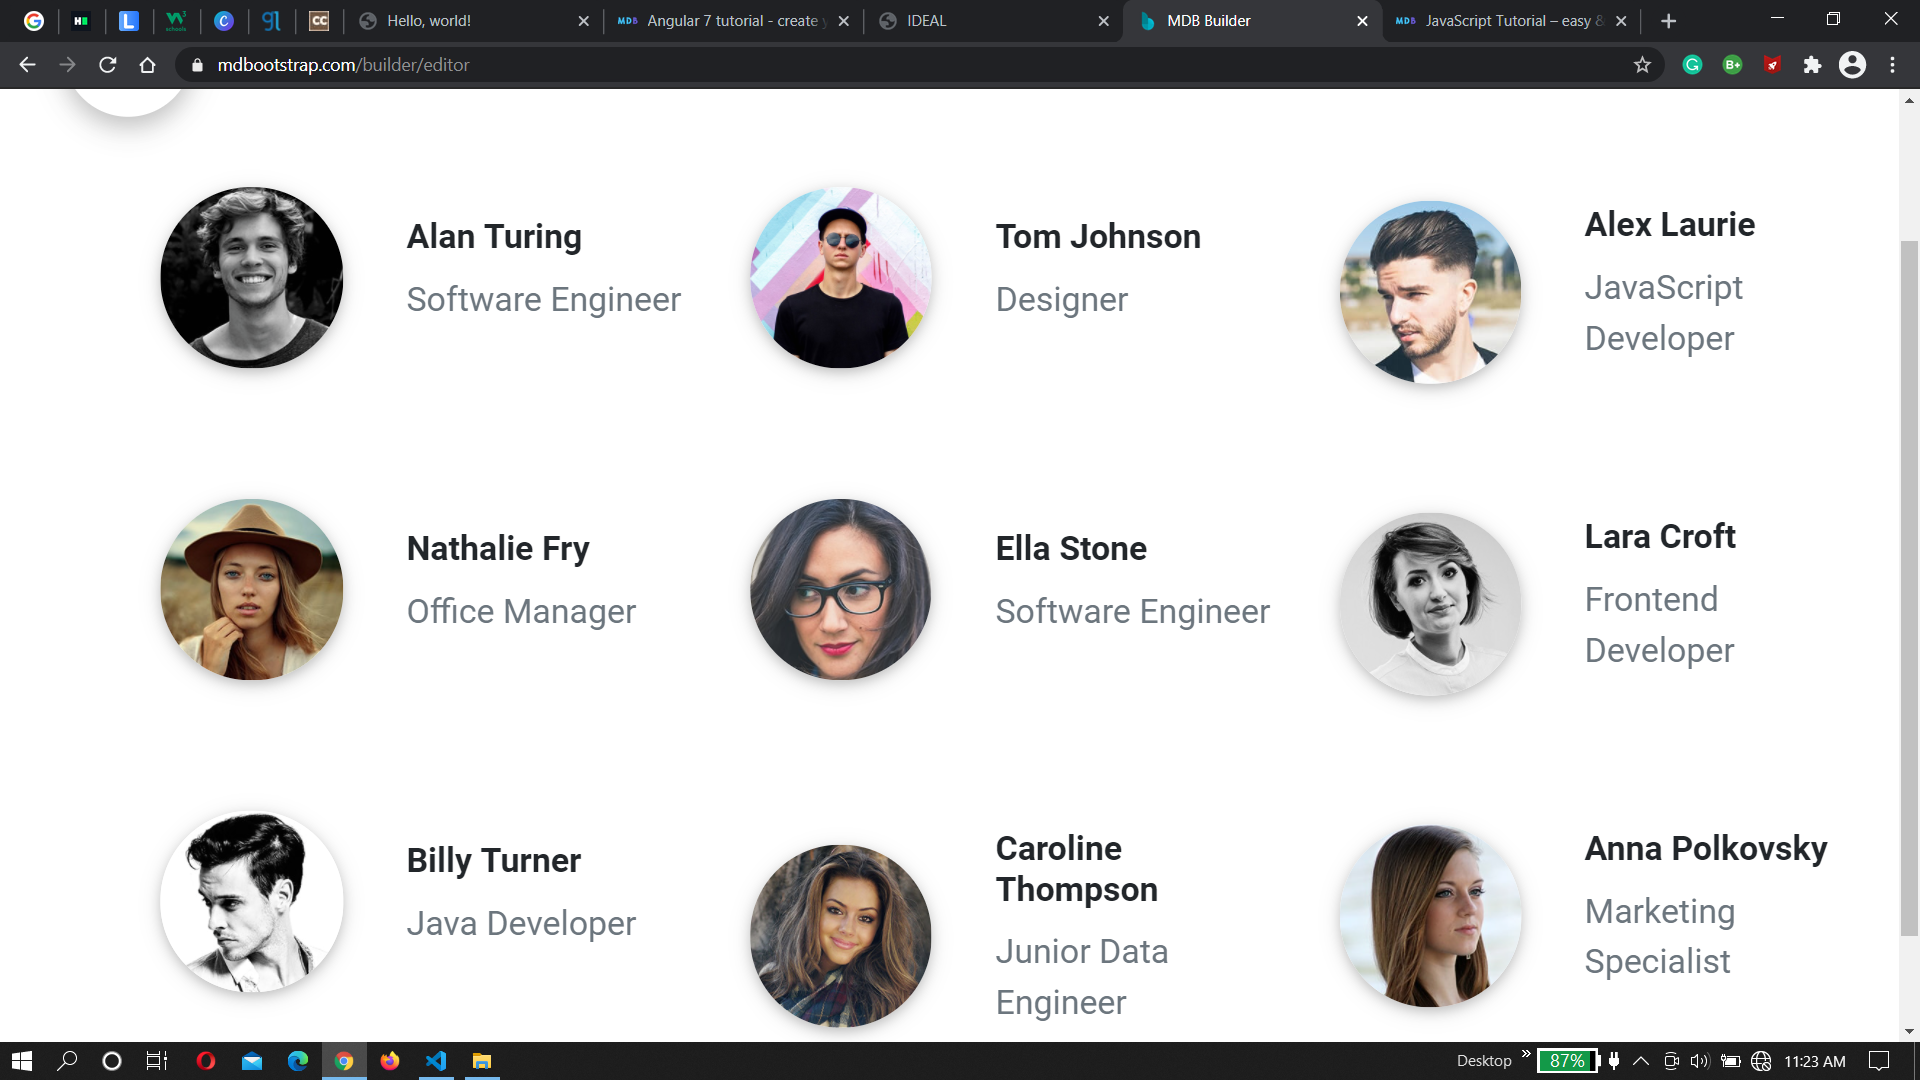 Hello, world!
Angular 7 tutorial - create y
IDEAL
MDB Builder
JavaScript Tutorial – easy &
mdbootstrap.com/builder/editor
Alan Turing
Software Engineer
Tom Johnson
Designer
Alex Laurie
JavaScript
Developer
Nathalie Fry
Office Manager
Ella Stone
Software Engineer
Lara Croft
Frontend
Developer
Billy Turner
Java Developer
Caroline
Thompson
Junior Data
Engineer
Anna Polkovsky
Marketing
Specialist
Desktop
87%
11:23 AM